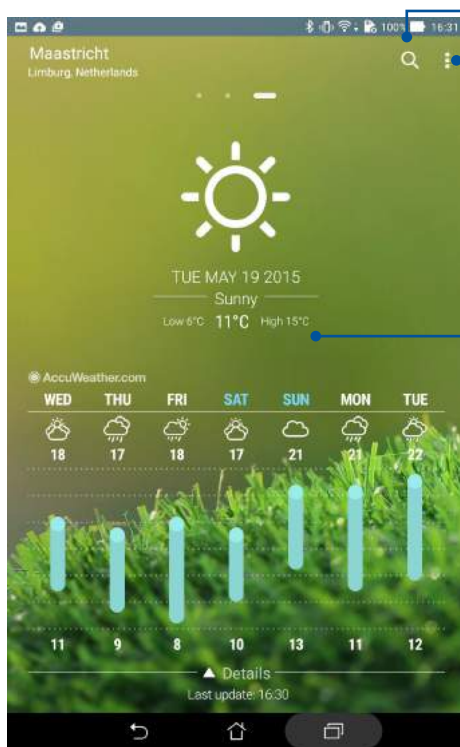 100% 16:31
Maastricht
Limburg, Netherlands
TUE MAY 19 2015
Sunny
Low 6°C 11°C High 15°C
AccuWeather.com
WED THU FRI SAT SUN MON TUE
18 17 18 17 21 21 22
11 9 8 10 13 11 12
Details
Last update: 16:30